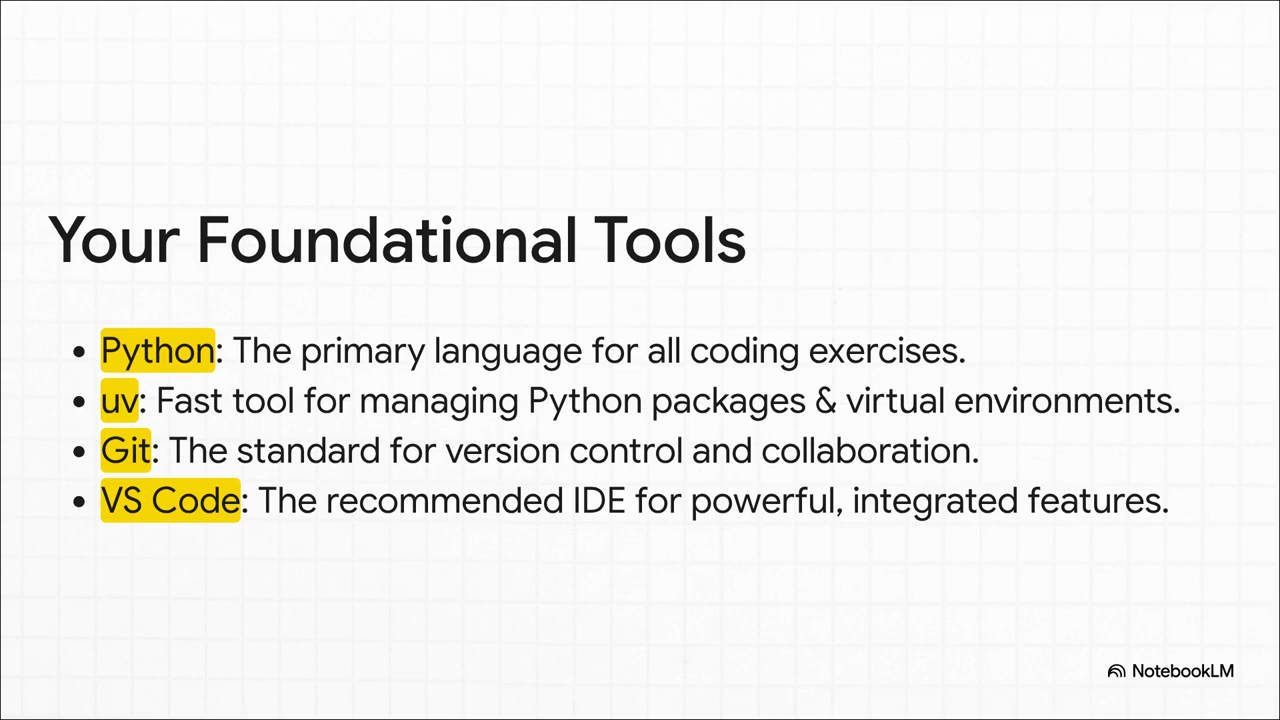 Your Foundational Tools
• Python: The primary language for all coding exercises.
• uv: Fast tool for managing Python packages & virtual environments.
• Git: The standard for version control and collaboration.
• VS Code: The recommended IDE for powerful, integrated features.
NotebookLM